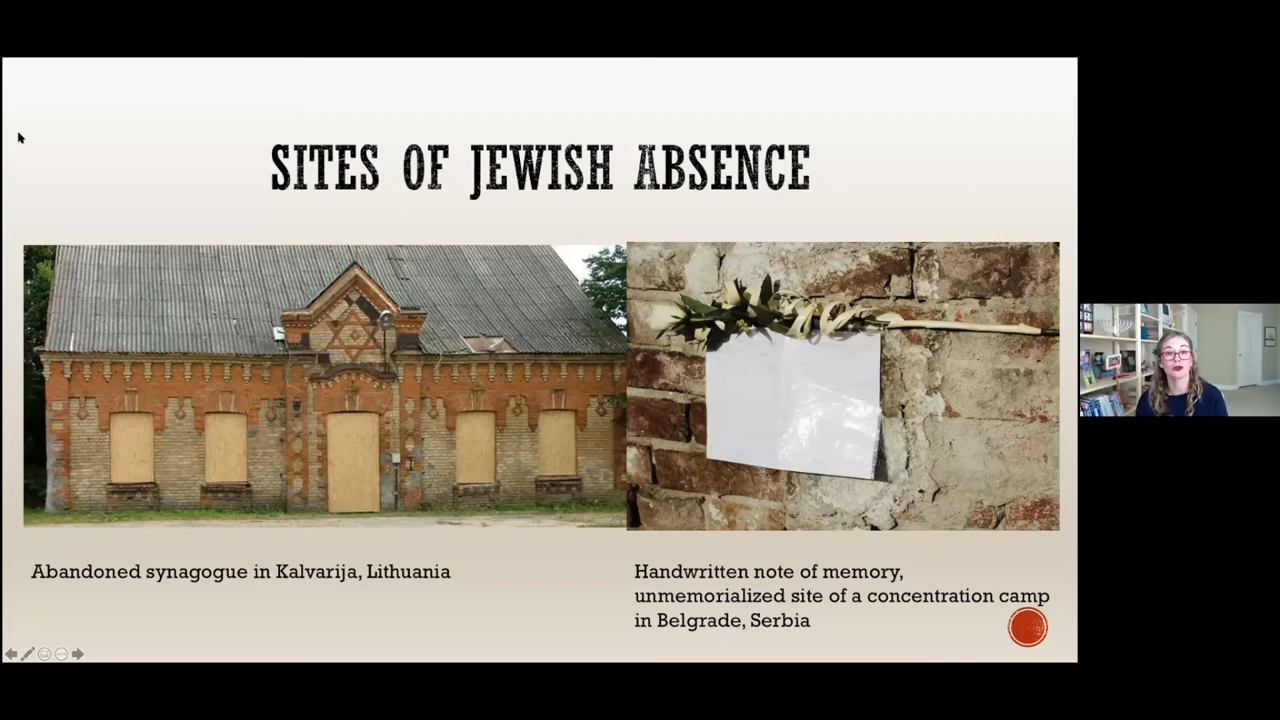 SITES OF JEWISH ABSENCE
Abandoned synagogue in Kalvarija, Lithuania
Handwritten note of memory,
unmemorialized site of a concentration camp
in Belgrade, Serbia